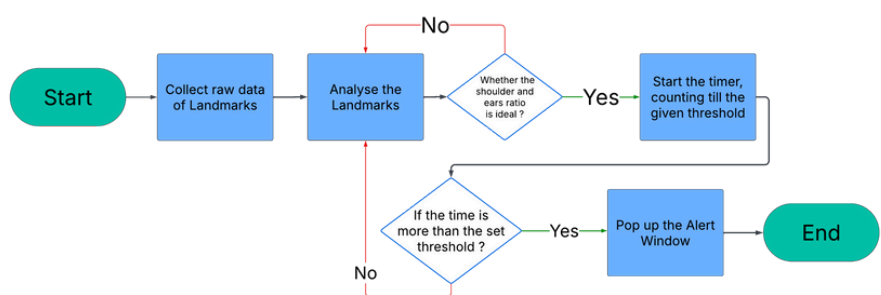 No
Start
Collect raw data
of Landmarks
Analyse the
Landmarks
Whether the
shoulder and
ears ratio
is ideal ?
Yes
Start the timer,
counting till the
given threshold
If the time is
more than the set
threshold ?
Yes
Pop up the Alert
Window
End
No